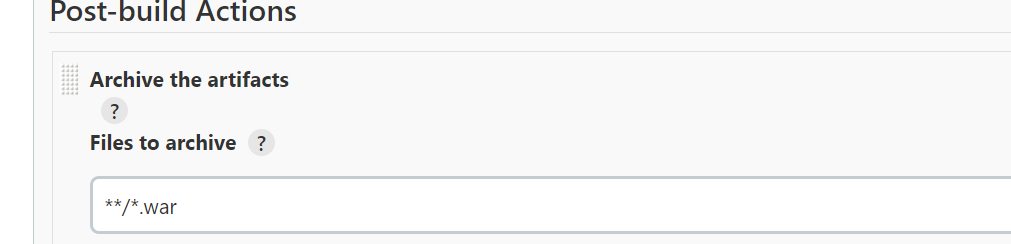 Post-build Actions
Archive the artifacts
?
Files to archive ?
**/*.war